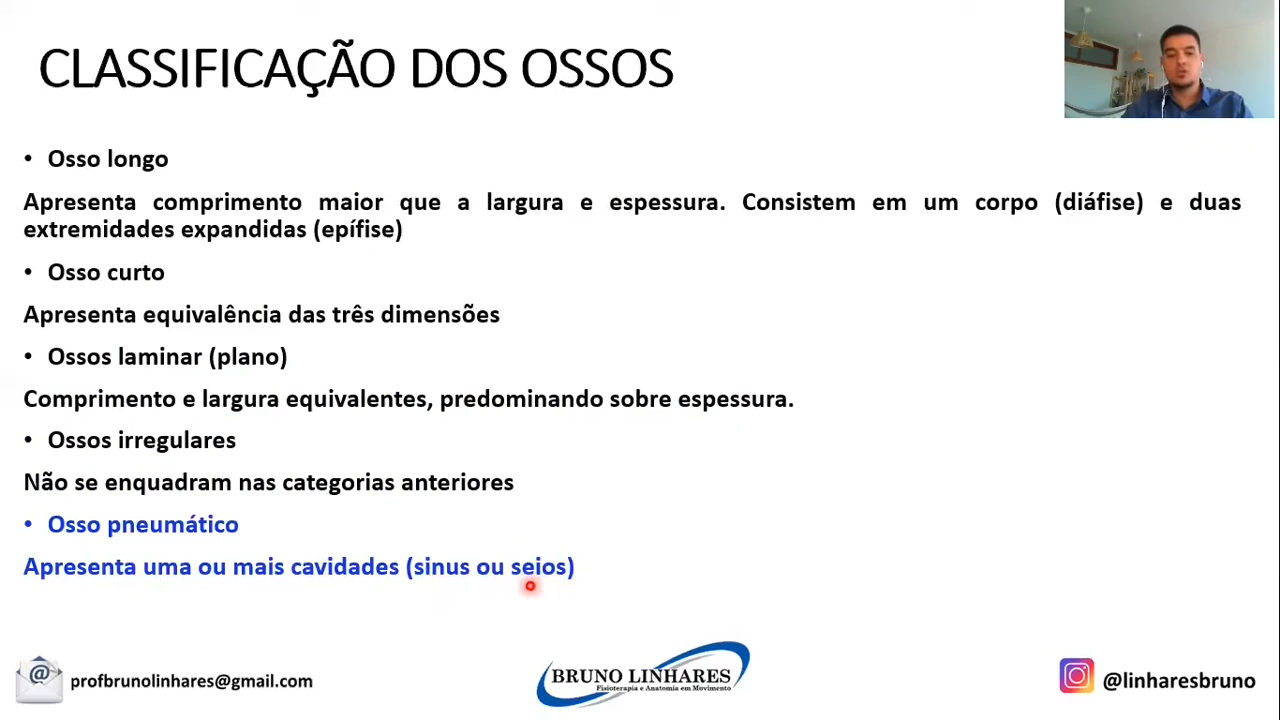 CLASSIFICAÇÃO DOS OSSOS
• Osso longo
Apresenta comprimento maior que a largura e espessura. Consistem em um corpo (diáfise) e duas
extremidades expandidas (epífise)
• Osso curto
Apresenta equivalência das três dimensões
• Ossos laminar (plano)
Comprimento e largura equivalentes, predominando sobre espessura.
• Ossos irregulares
Não se enquadram nas categorias anteriores
• Osso pneumático
Apresenta uma ou mais cavidades (sinus ou seios)
@ profbrunolinhares@gmail.com
BRUNO LINHARES
Fisioterapia e Anatomia em Movimento
@linharesbruno